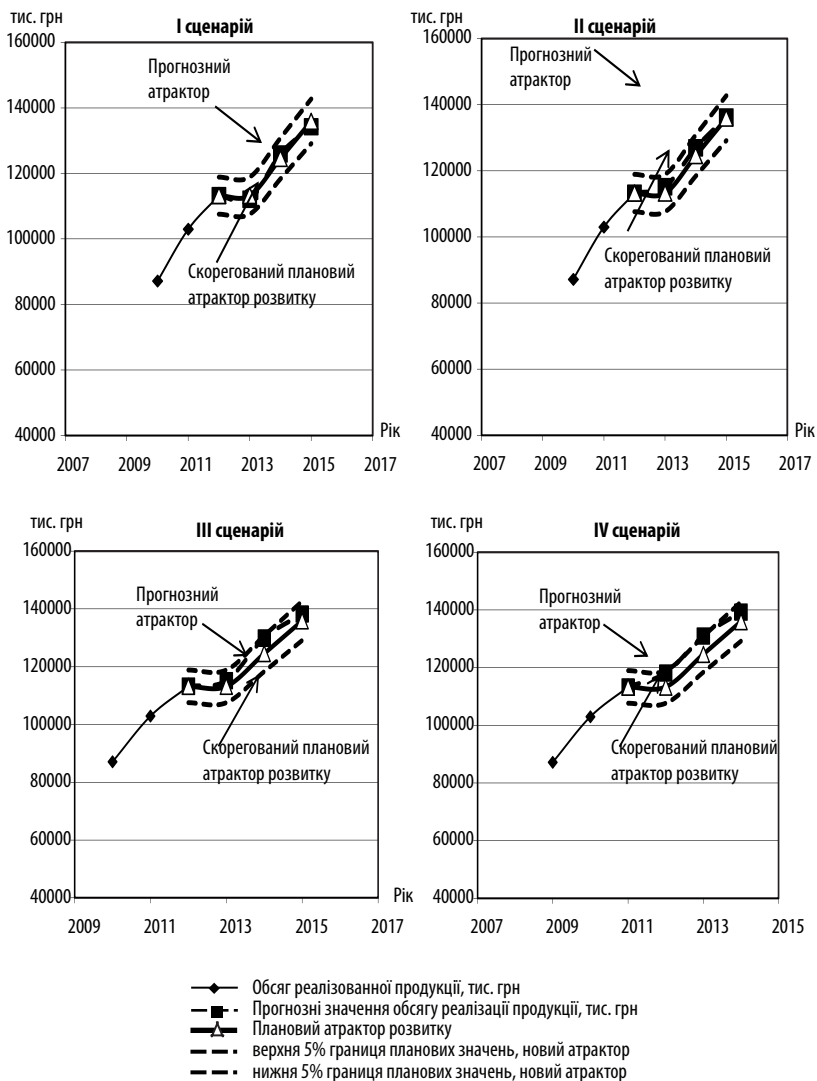 тис. грн
I сценарій
160000
140000
120000
100000
80000
60000
40000
Прогнозний
атрактор
Скорегований плановий
атрактор розвитку
Рік
2007 2009 2011 2013 2015 2017
тис. грн
II сценарій
160000
140000
120000
100000
80000
60000
40000
Прогнозний
атрактор
Скорегований плановий
атрактор розвитку
Рік
2007 2009 2011 2013 2015 2017
тис. грн
III сценарій
160000
140000
120000
100000
80000
60000
40000
Прогнозний
атрактор
Скорегований плановий
атрактор розвитку
Рік
2009 2011 2013 2015 2017
тис. грн
IV сценарій
160000
140000
120000
100000
80000
60000
40000
Прогнозний
атрактор
Скорегований плановий
атрактор розвитку
2007 2009 2011 2013 2015
Обсяг реалізованної продукції, тис. грн
Прогнозні значення обсягу реалізації продукції, тис. грн
Плановий атрактор розвитку
верхня 5% границя планових значень, новий атрактор
нижня 5% границя планових значень, новий атрактор